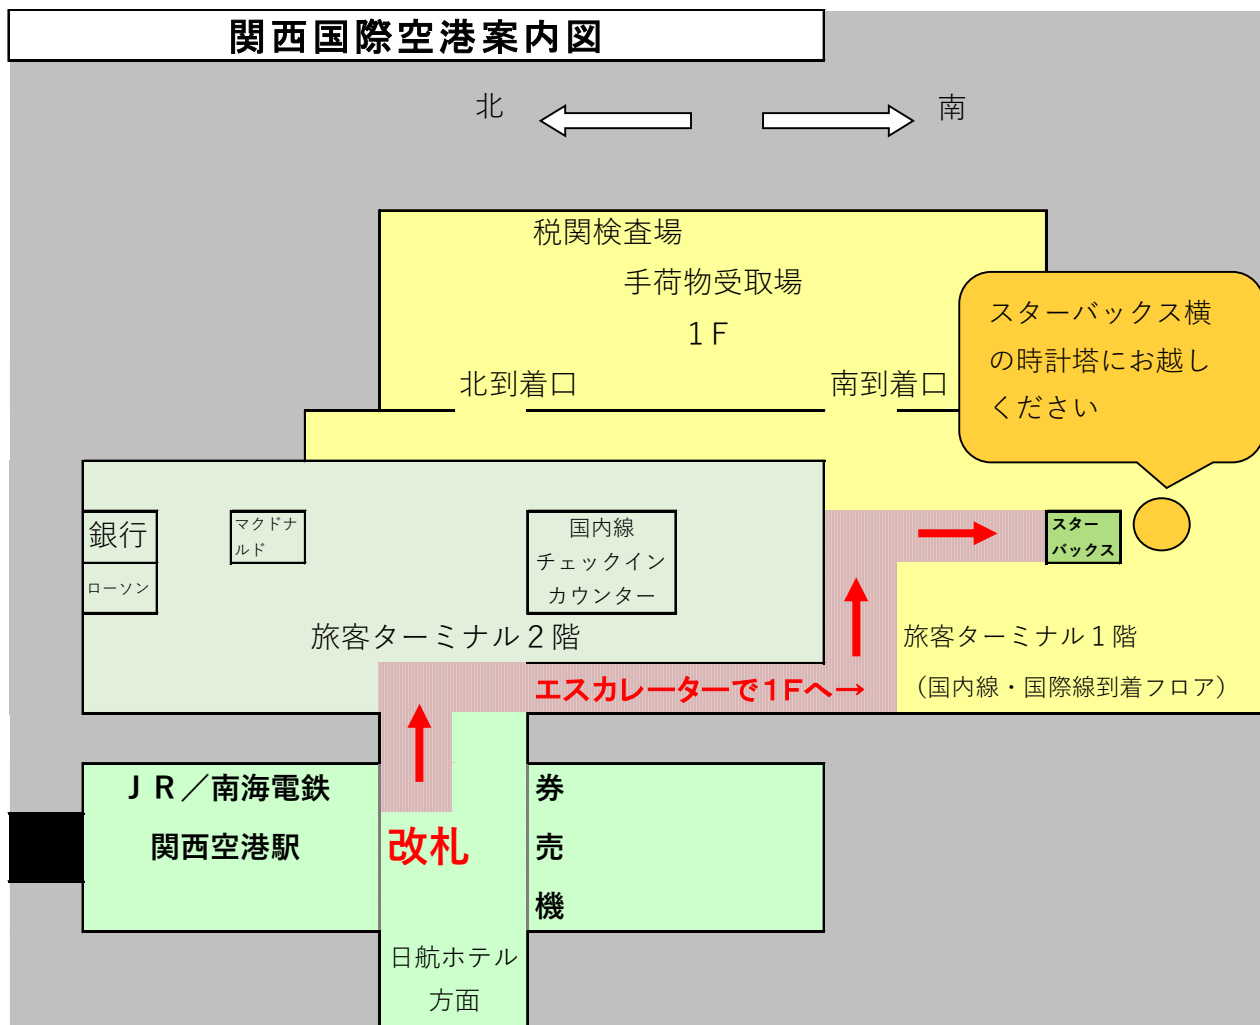 関西国際空港案内図
北
南
税関検査場
手荷物受取場
１Ｆ
北到着口
南到着口
スターバックス横
の時計塔にお越し
ください
銀行
ローソン
マクドナ
ルド
国内線
チェックイン
カウンター
スター
バックス
旅客ターミナル２階
旅客ターミナル１階
（国内線・国際線到着フロア）
エスカレーターで１Ｆへ→
ＪＲ／南海電鉄
関西空港駅
改札
券
売
機
日航ホテル
方面